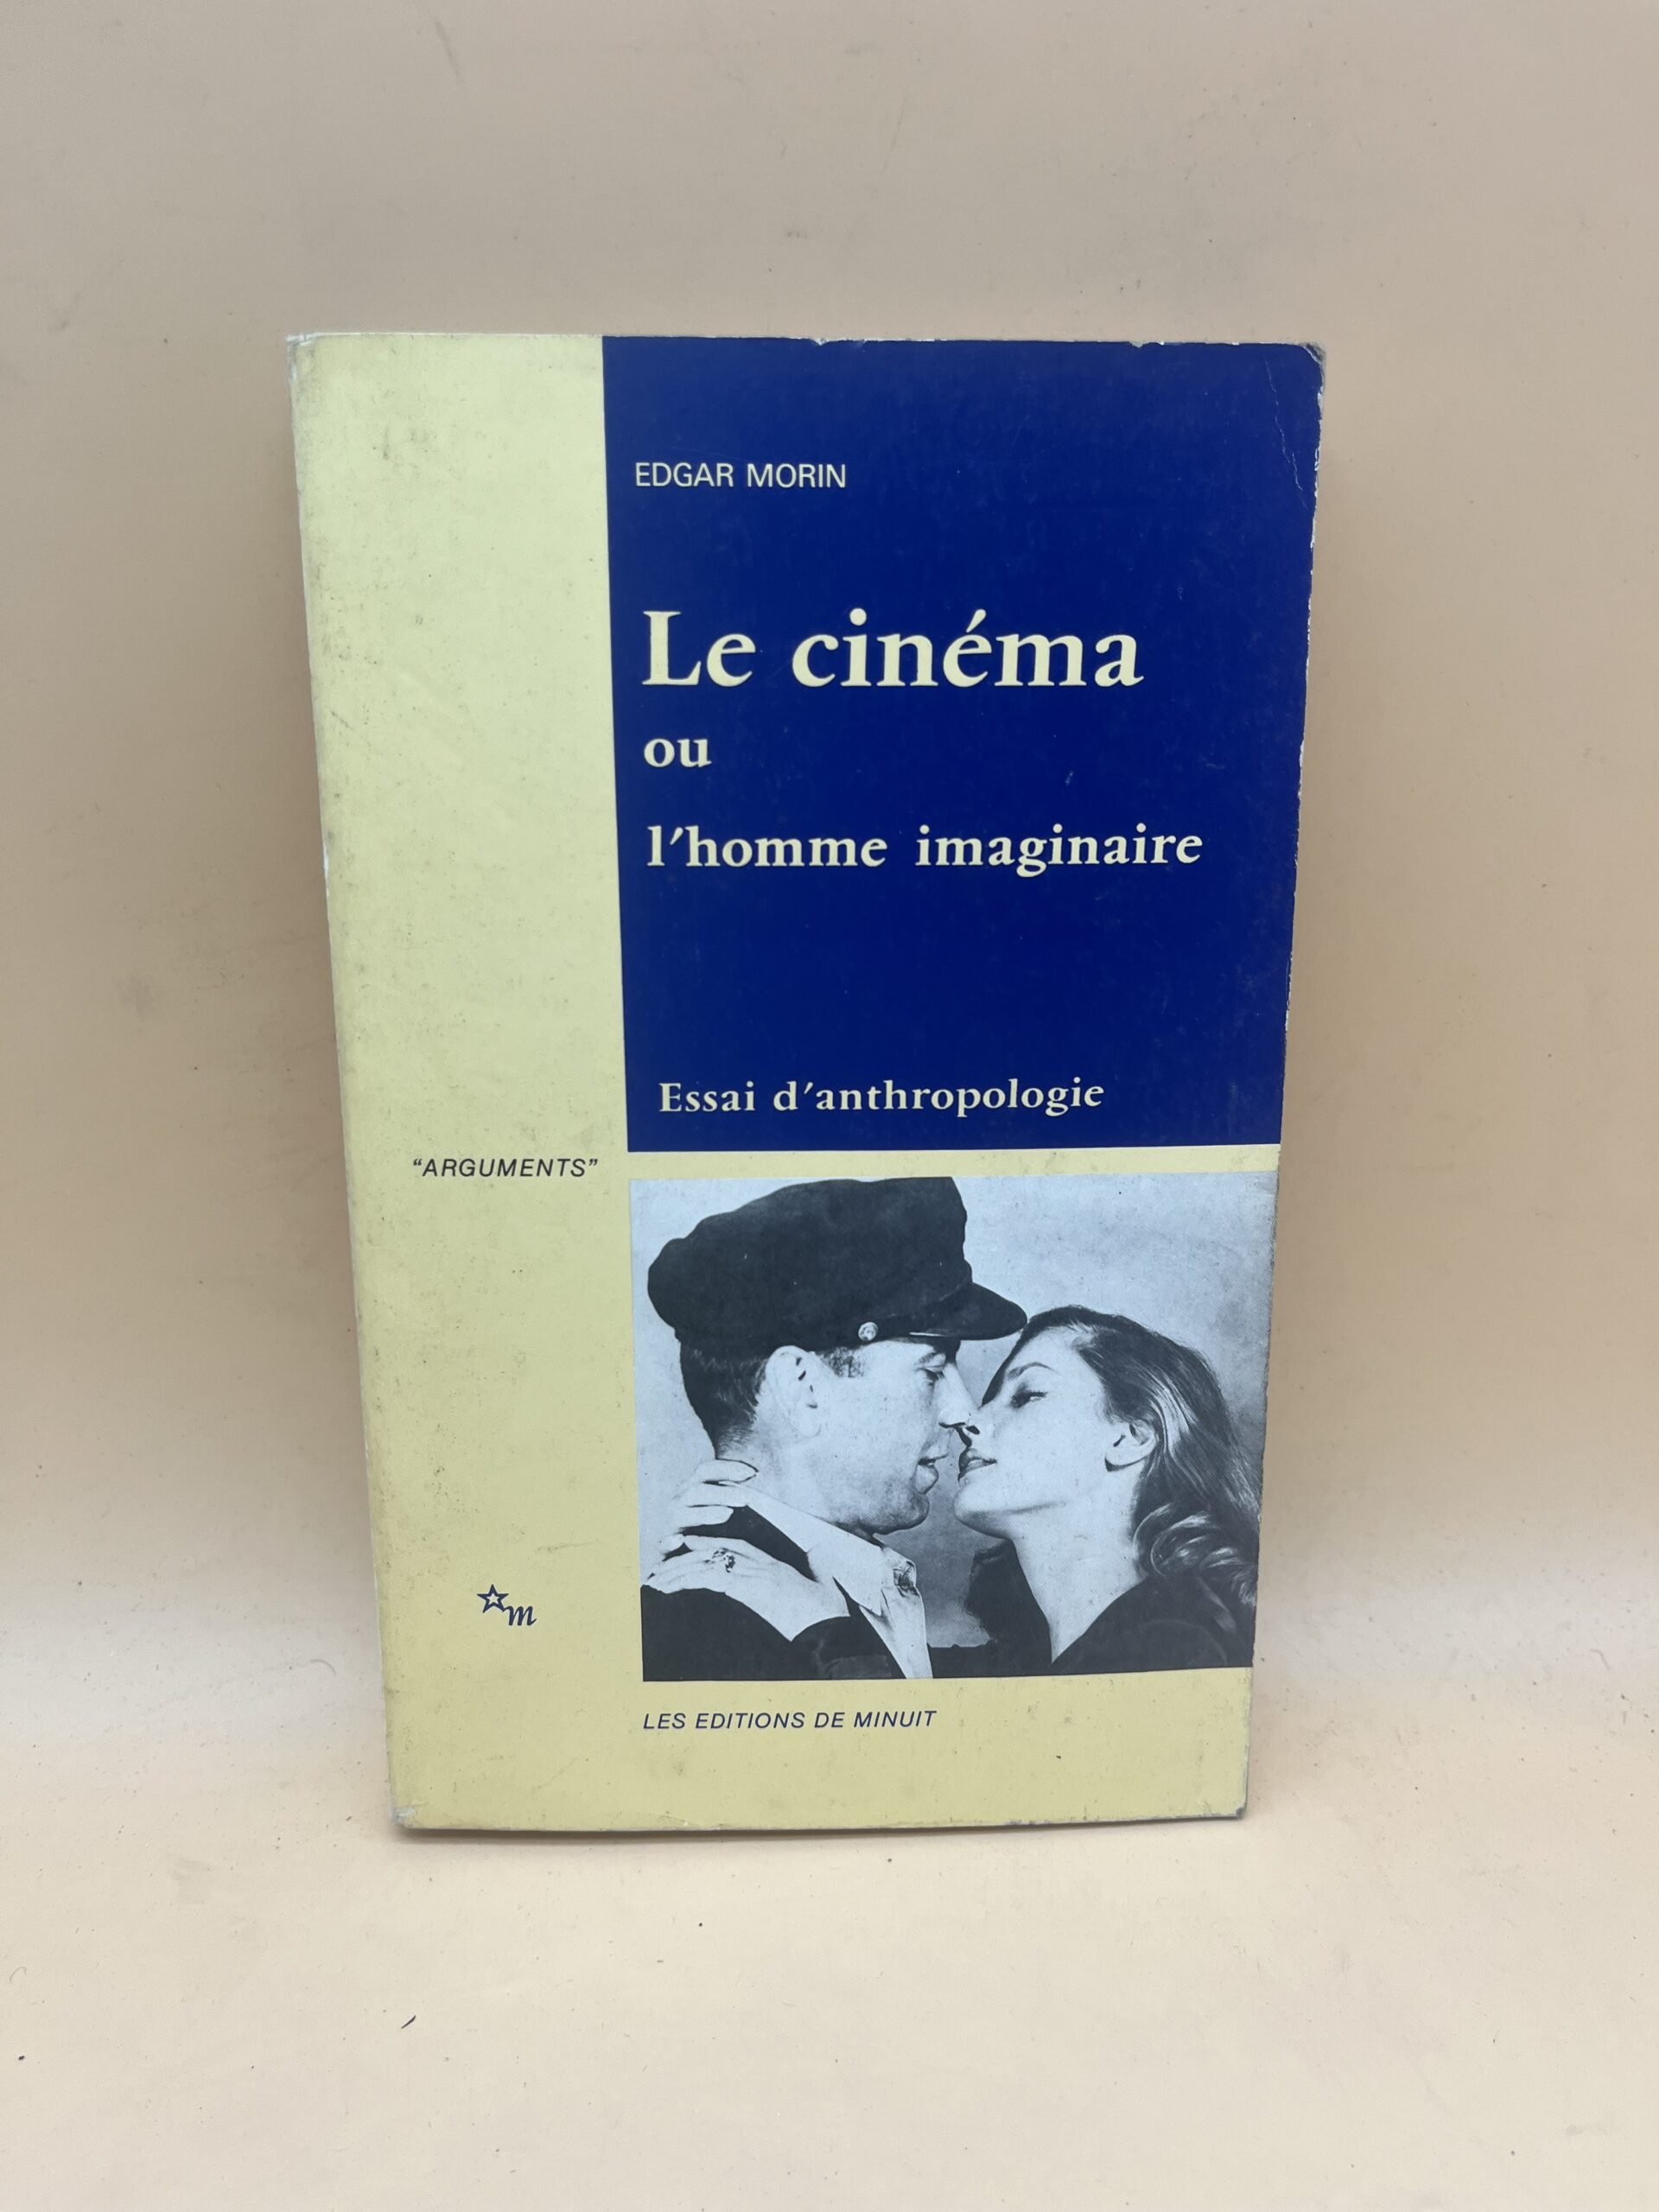 EDGAR MORIN
Le cinéma
ou
l'homme imaginaire
Essai d'anthropologie
“ARGUMENTS”
m
LES EDITIONS DE MINUIT